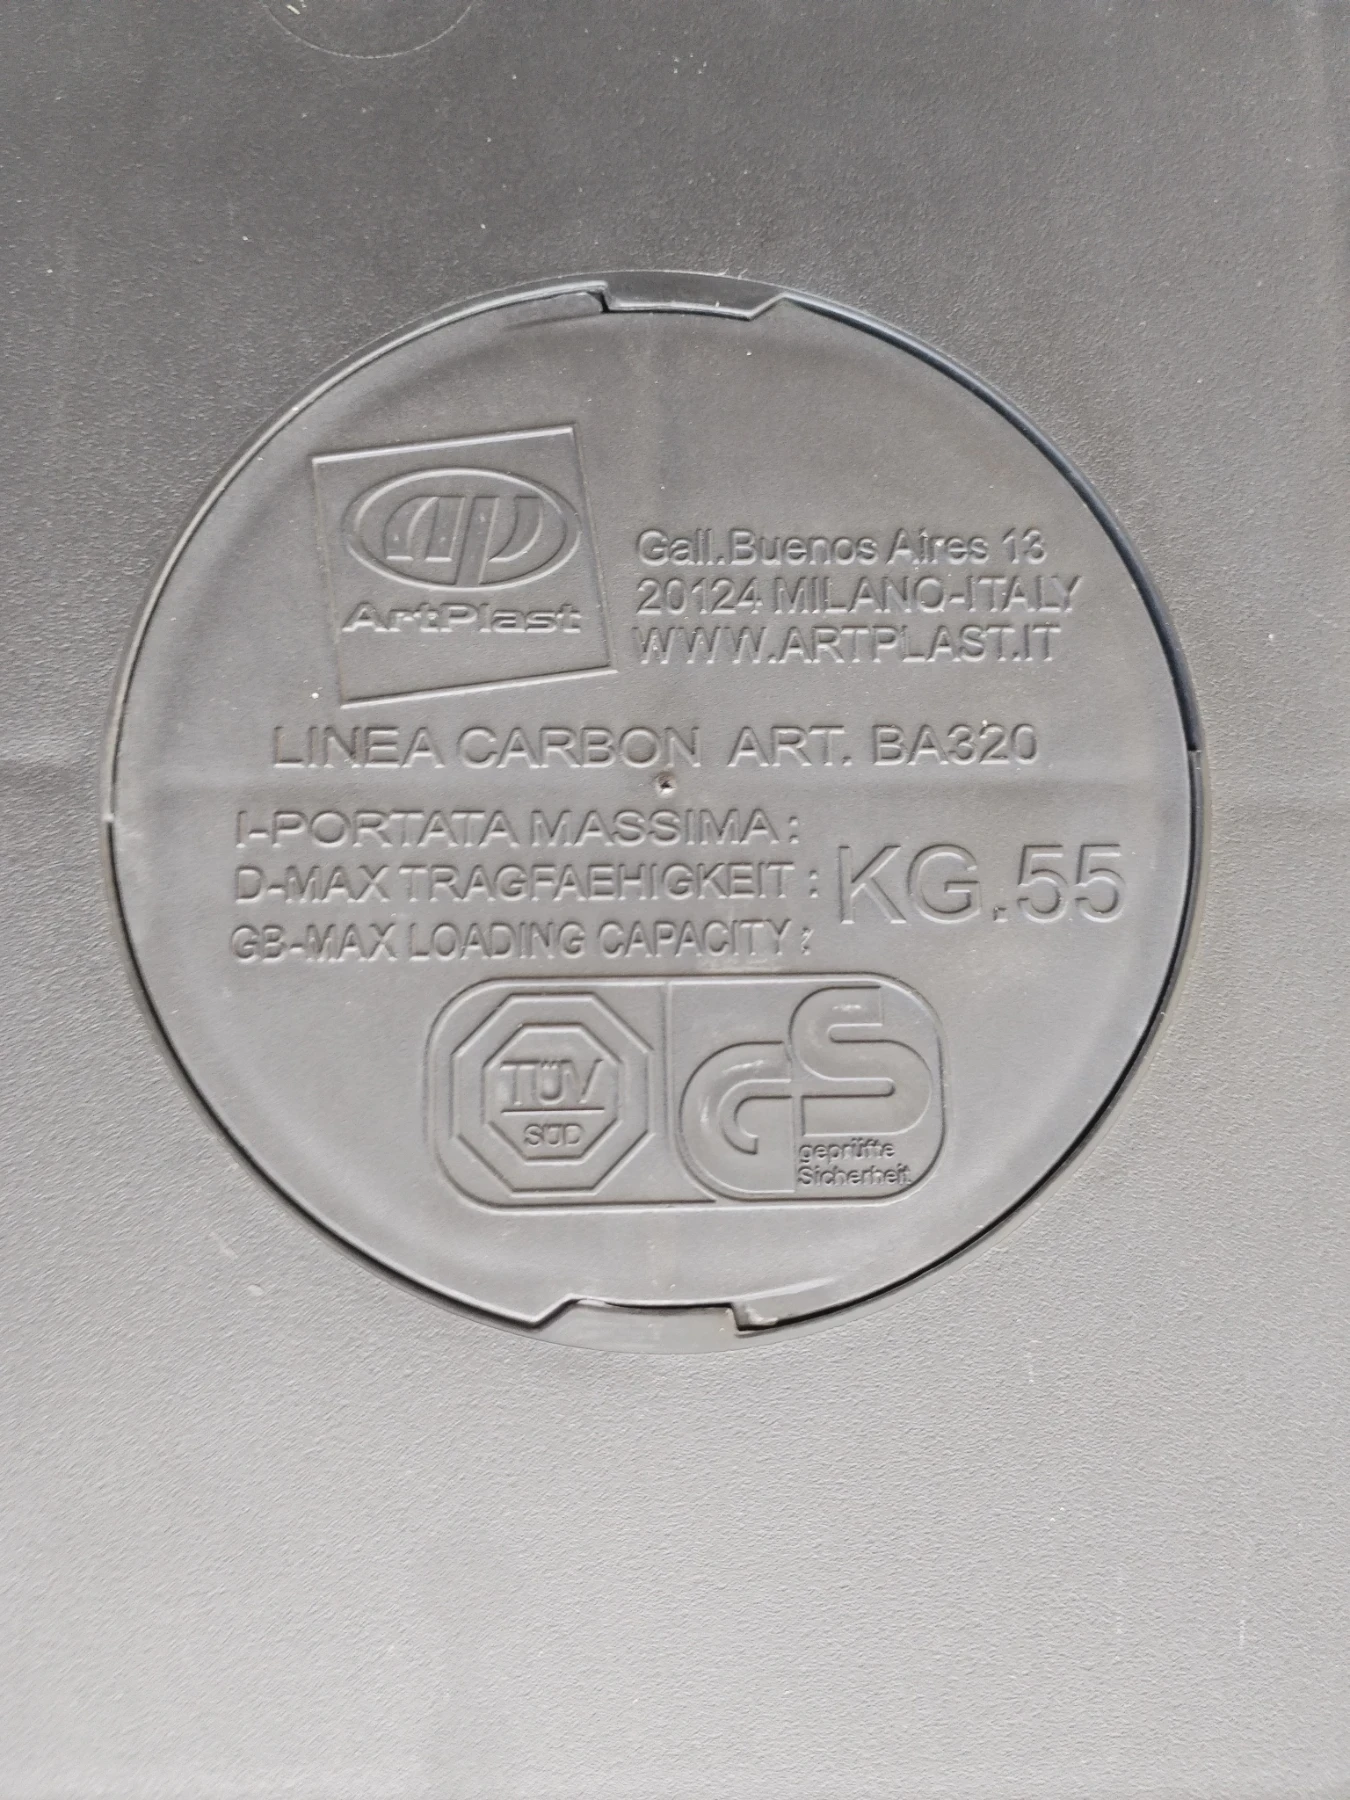 ap
ArtPlast
Gall.Buenos Aires 13
20124 MILANO-ITALY
WWW.ARTPLAST.IT
LINEA CARBON ART. BA320
I-PORTATA MASSIMA :
D-MAX TRAGFAEHIGKEIT :
GB-MAX LOADING CAPACITY :
KG.55
TÜV
SÜD
GS
geprüfte
Sicherheit